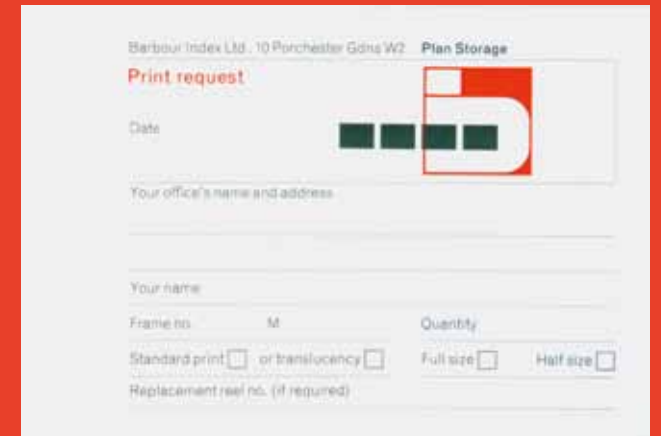 Barbour Index Ltd. 10 Porchester Gdns W2 Plan Storage
Print request
Date
Your office's name and address
Your name
Frame no. M Quantity
Standard print or translucency Full size Half size
Replacement reel no. (if required)